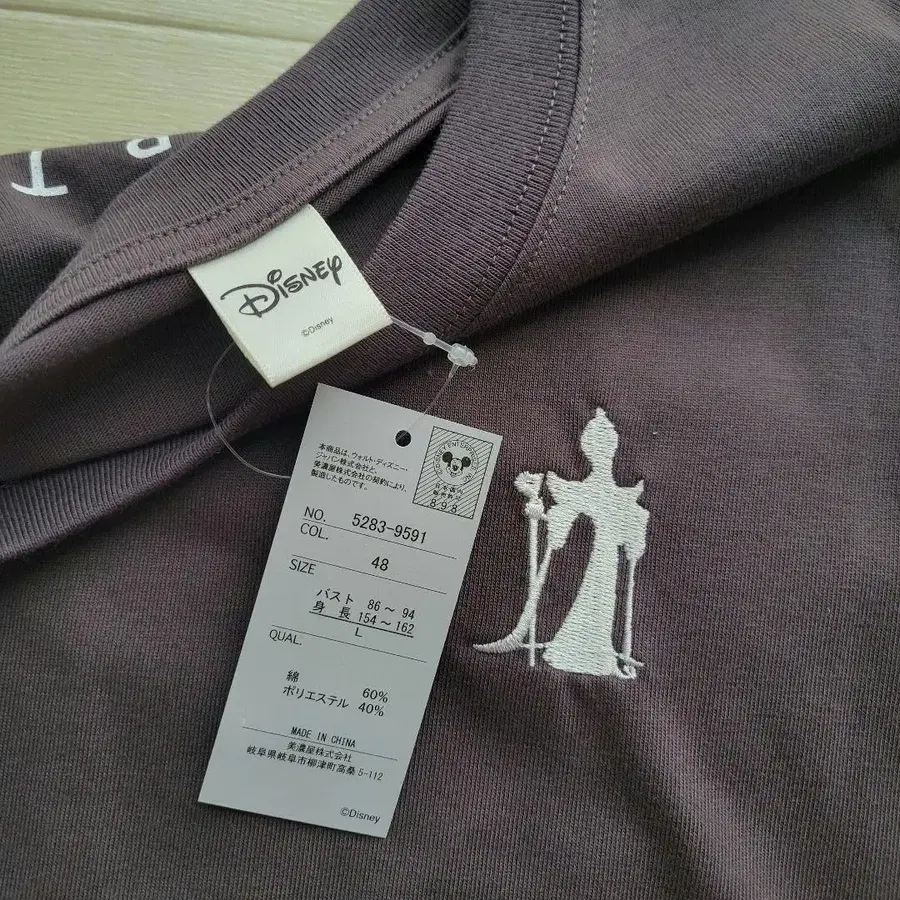 Disney
©Disney
本商品は、ウォルト・ディズニー・
ジャパン株式会社と、
美濃屋株式会社の契約により、
製造したものです。
898
NO. 5283-9591
COL.
48
SIZE
バスト 86～94
身長 154～162
L
QUAL.
綿 60%
ポリエステル 40%
MADE IN CHINA
美濃屋株式会社
岐阜県岐阜市柳津町高桑5-112
©Disney